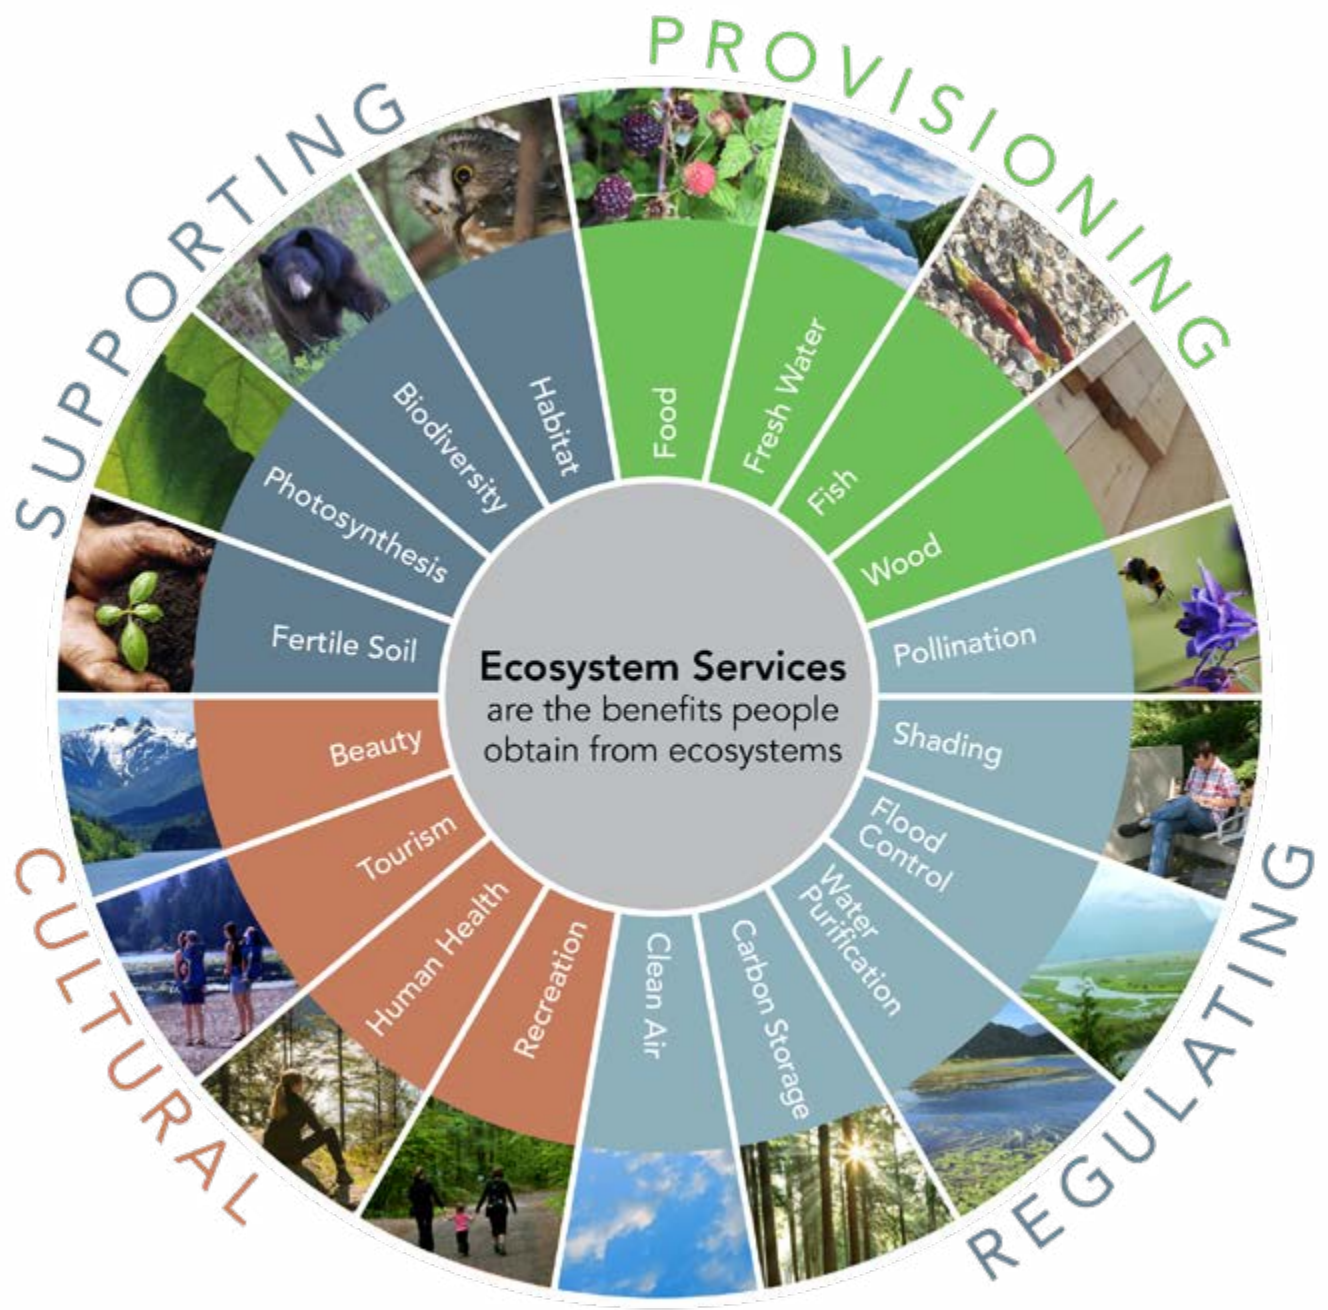 PROVISIONING
SUPPORTING
Food
Fresh Water
Fish
Wood
Pollination
Shading
Flood
Control
Water
Purification
Carbon Storage
Clean Air
Recreation
Human Health
Tourism
Beauty
Fertile Soil
Photosynthesis
Biodiversity
Habitat
Ecosystem Services
are the benefits people
obtain from ecosystems
CULTURAL
REGULATING